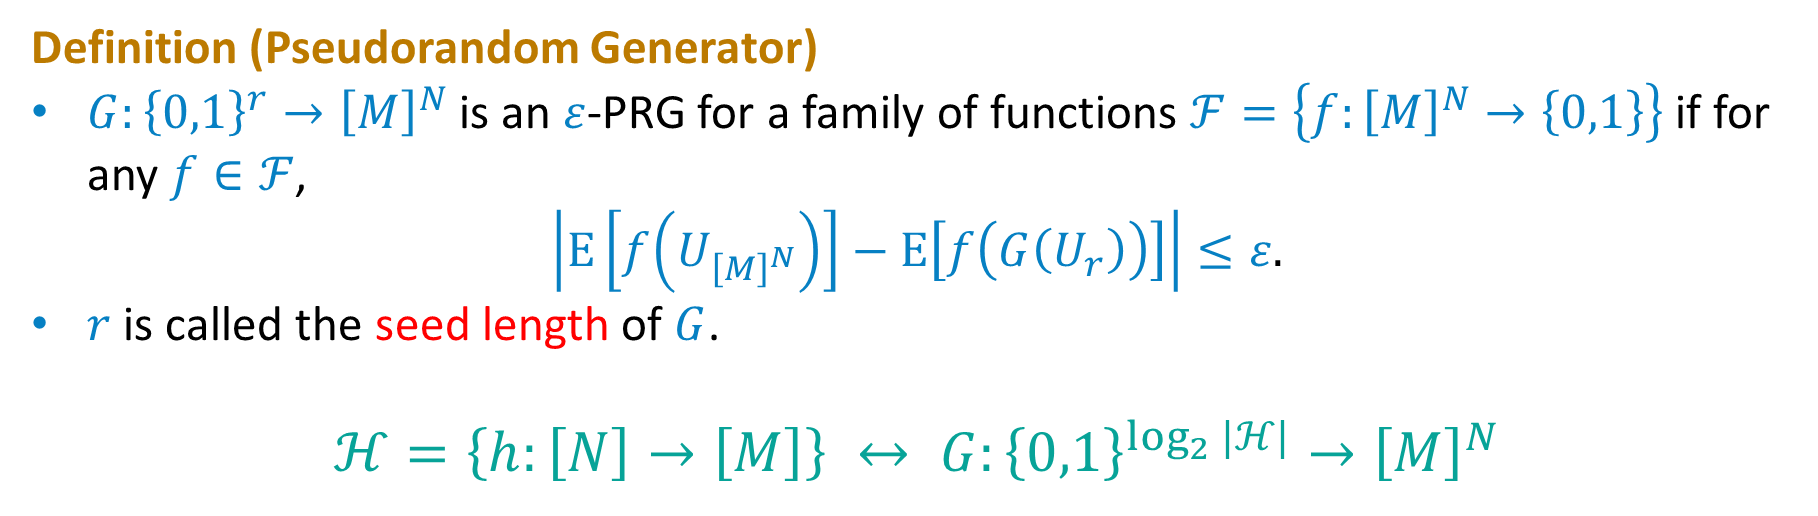 Definition (Pseudorandom Generator)
• G: {0,1}^r → [M]^N is an ε-PRG for a family of functions ℱ = {f: [M]^N → {0,1}} if for
any f ∈ ℱ,
|E[f(U_{[M]^N})] − E[f(G(U_r))]| ≤ ε.
• r is called the seed length of G.
ℋ = {h: [N] → [M]} ↔ G: {0,1}^{log₂ |ℋ|} → [M]^N